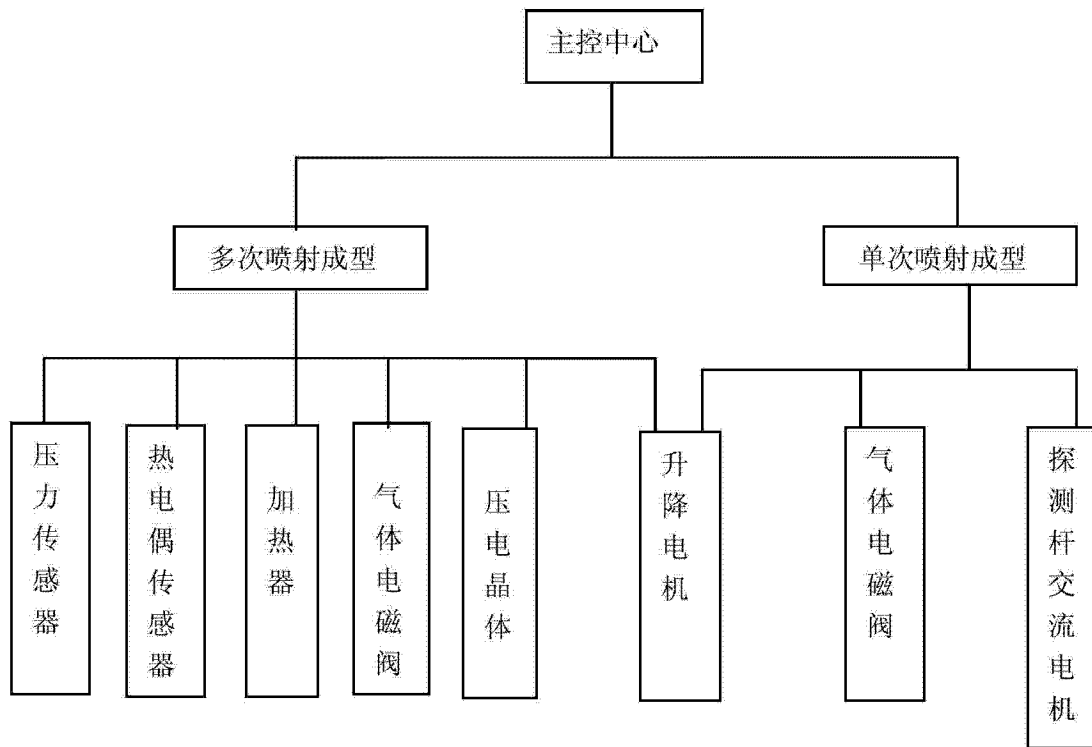 主控中心
多次喷射成型
单次喷射成型
压力传感器
热电偶传感器
加热器
气体电磁阀
压电晶体
升降电机
气体电磁阀
探测杆交流电机